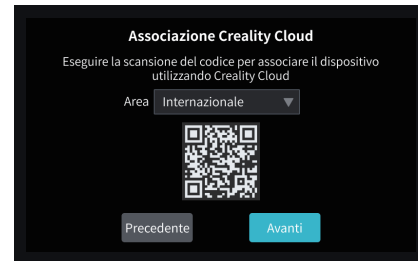 Associazione Creality Cloud
Eseguire la scansione del codice per associare il dispositivo
utilizzando Creality Cloud
Area Internazionale
Precedente Avanti